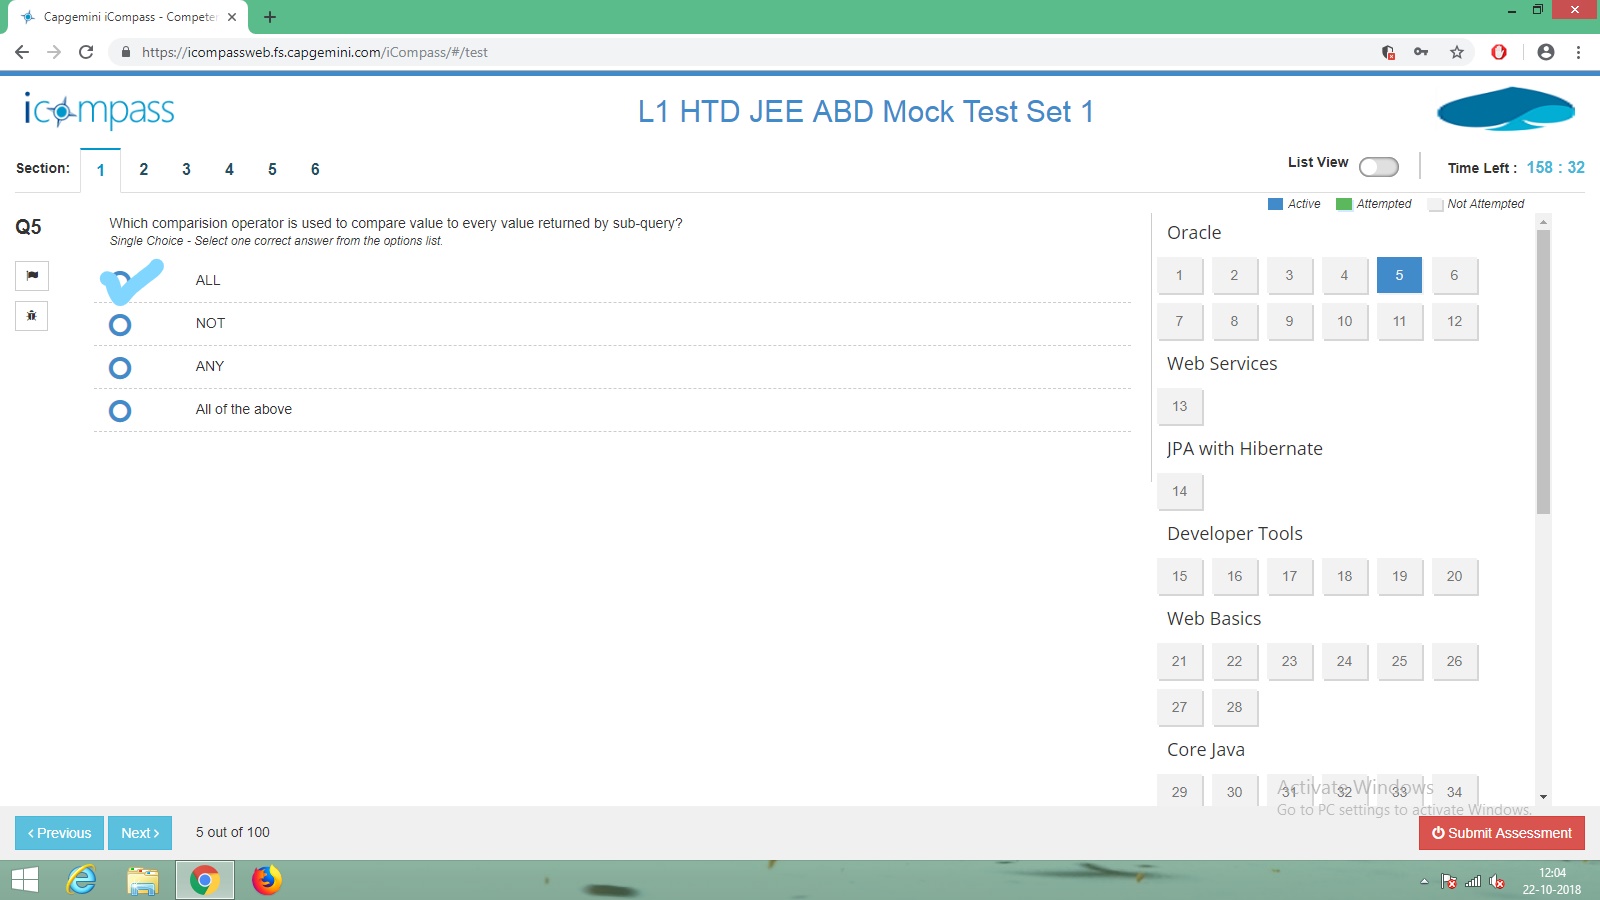 Capgemini iCompass - Competen
https://icompassweb.fs.capgemini.com/iCompass/#/test
icompass
L1 HTD JEE ABD Mock Test Set 1
Section: 1 2 3 4 5 6
List View
Time Left : 158 : 32
Active Attempted Not Attempted
Q5
Which comparision operator is used to compare value to every value returned by sub-query?
Single Choice - Select one correct answer from the options list.
ALL
NOT
ANY
All of the above
Oracle
1 2 3 4 5 6
7 8 9 10 11 12
Web Services
13
JPA with Hibernate
14
Developer Tools
15 16 17 18 19 20
Web Basics
21 22 23 24 25 26
27 28
Core Java
29 30 31 32 33 34
Activate Windows
Go to PC settings to activate Windows.
Previous Next 5 out of 100
Submit Assessment
12:04
22-10-2018